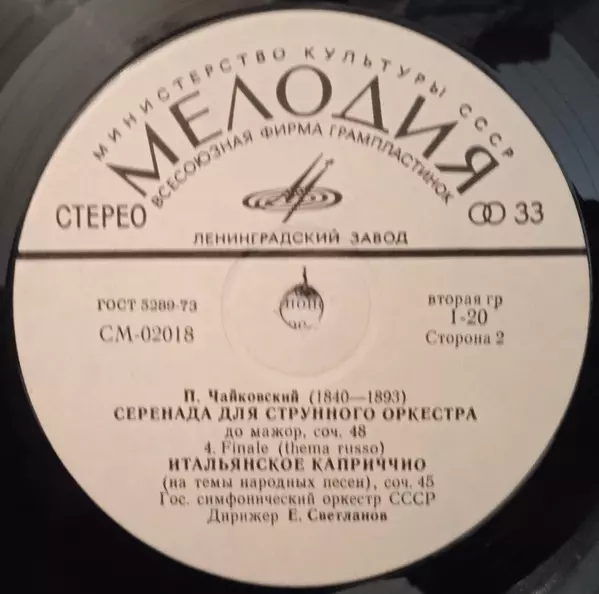 МИНИСТЕРСТВО КУЛЬТУРЫ СССР
МЕЛОДИЯ
ВСЕСОЮЗНАЯ ФИРМА ГРАМПЛАСТИНОК
СТЕРЕО
33
ЛЕНИНГРАДСКИЙ ЗАВОД
ГОСТ 5289-73
СМ-02018
вторая гр
1-20
Сторона 2
П. Чайковский (1840—1893)
СЕРЕНАДА ДЛЯ СТРУННОГО ОРКЕСТРА
до мажор, соч. 48
4. Finale (thema russo)
ИТАЛЬЯНСКОЕ КАПРИЧЧИО
(на темы народных песен), соч. 45
Гос. симфонический оркестр СССР
Дирижер Е. Светланов